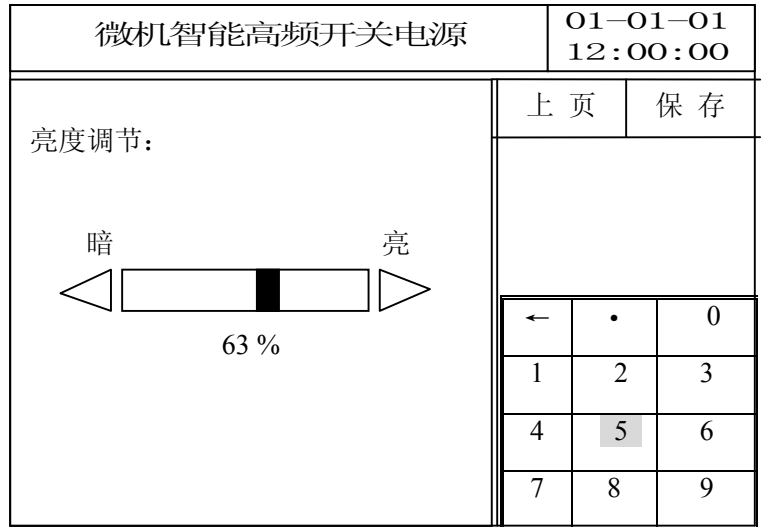 微机智能高频开关电源
01-01-01
12:00:00
上 页
保 存
亮度调节:
暗
亮
63 %
← • 0
1 2 3
4 5 6
7 8 9